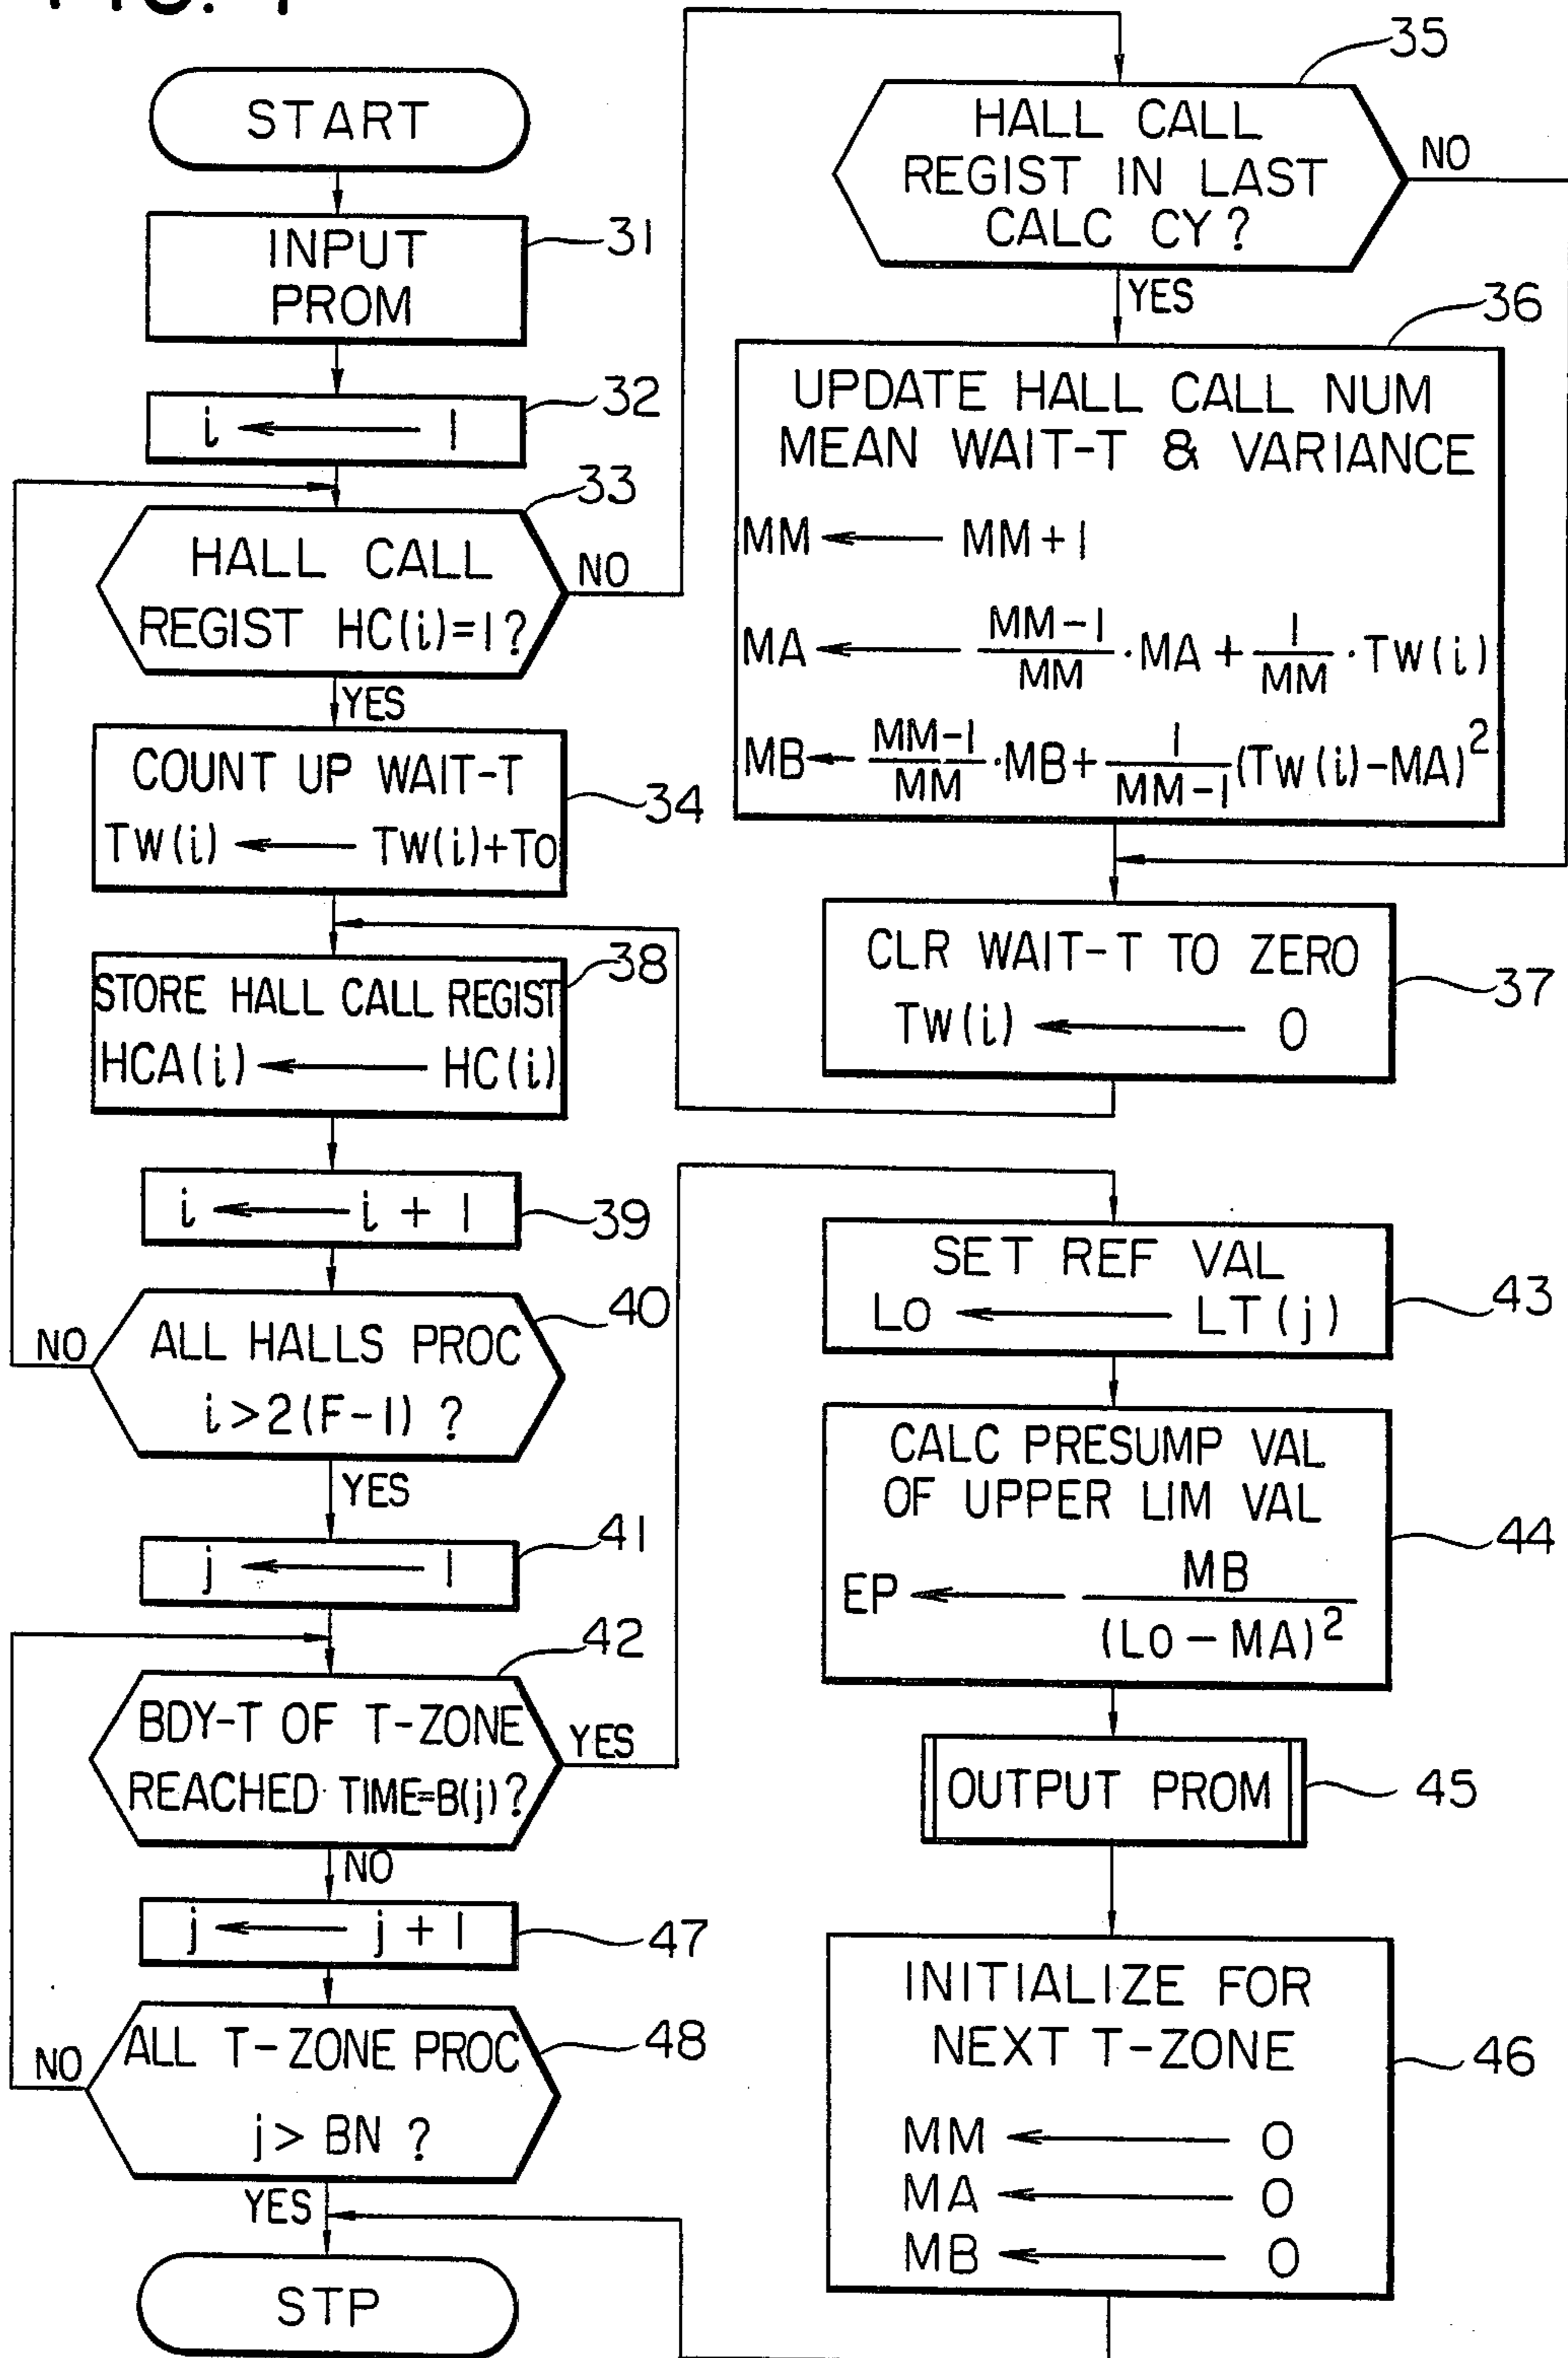 START
INPUT
PROM
31
i ← 1
32
33
HALL CALL
REGIST HC(i)=1?
NO
YES
COUNT UP WAIT-T
TW(i) ← TW(i)+TO
34
STORE HALL CALL REGIST
HCA(i) ← HC(i)
38
i ← i + 1
39
ALL HALLS PROC
i>2(F-1) ?
40
NO
YES
j ← 1
41
42
BDY-T OF T-ZONE
REACHED TIME=B(j)?
YES
NO
j ← j + 1
47
ALL T-ZONE PROC
j> BN ?
48
NO
YES
STP
35
HALL CALL
REGIST IN LAST
CALC CY?
NO
YES
36
UPDATE HALL CALL NUM
MEAN WAIT-T & VARIANCE
MM ← MM+1
MA ← MM-1/MM ·MA + 1/MM ·TW(i)
MB ← MM-1/MM ·MB+ 1/MM-1 (TW(i)-MA)²
CLR WAIT-T TO ZERO
TW(i) ← 0
37
SET REF VAL
LO ← LT(j)
43
CALC PRESUMP VAL
OF UPPER LIM VAL
EP ← MB/(LO-MA)²
44
OUTPUT PROM
45
INITIALIZE FOR
NEXT T-ZONE
MM ← 0
MA ← 0
MB ← 0
46